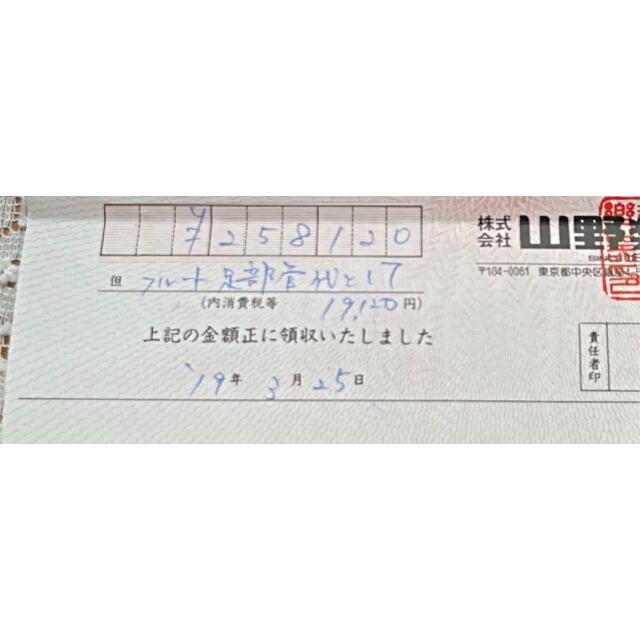 ¥258120
株式
会社 山野
〒104-0061 東京都中央区銀座4
但 フルート足部管代として
(内消費税等 19,120円)
上記の金額正に領収いたしました
'19年 3月 25日
責任者印